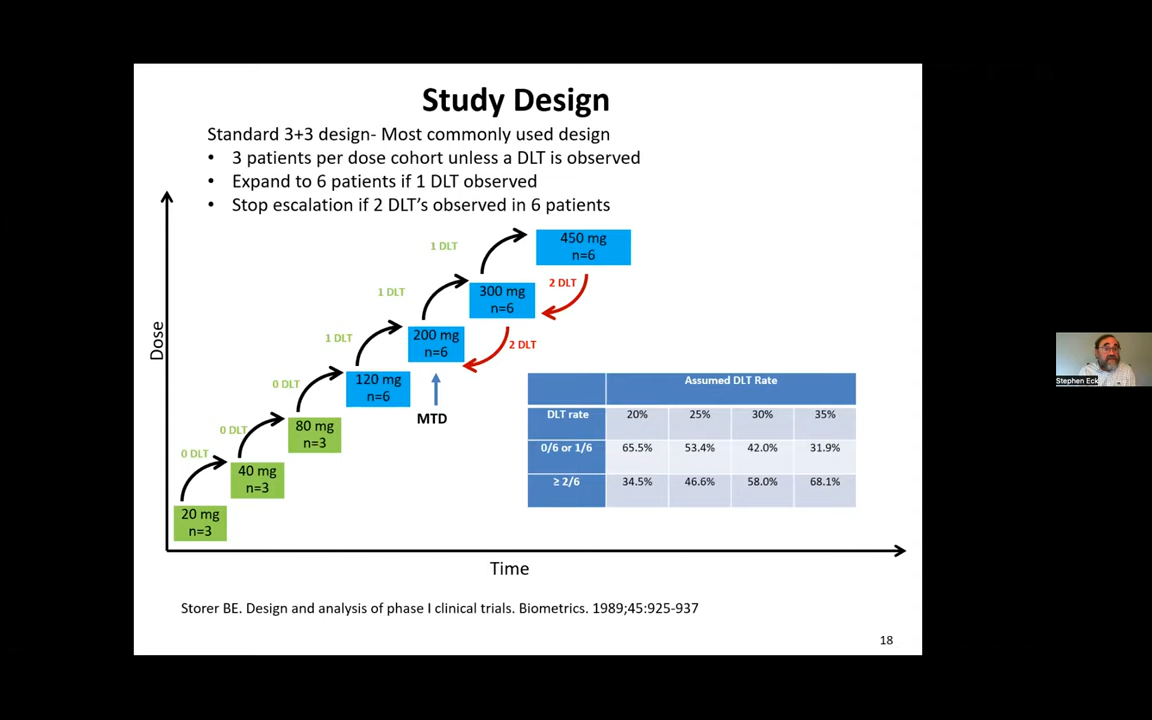 Study Design
Standard 3+3 design- Most commonly used design
• 3 patients per dose cohort unless a DLT is observed
• Expand to 6 patients if 1 DLT observed
• Stop escalation if 2 DLT's observed in 6 patients
Dose
1 DLT
450 mg
n=6
1 DLT
300 mg
n=6
2 DLT
1 DLT
200 mg
n=6
2 DLT
0 DLT
120 mg
n=6
MTD
0 DLT
80 mg
n=3
0 DLT
40 mg
n=3
20 mg
n=3
Assumed DLT Rate
DLT rate 20% 25% 30% 35%
0/6 or 1/6 65.5% 53.4% 42.0% 31.9%
≥ 2/6 34.5% 46.6% 58.0% 68.1%
Time
Storer BE. Design and analysis of phase I clinical trials. Biometrics. 1989;45:925-937
18
Stephen Eck